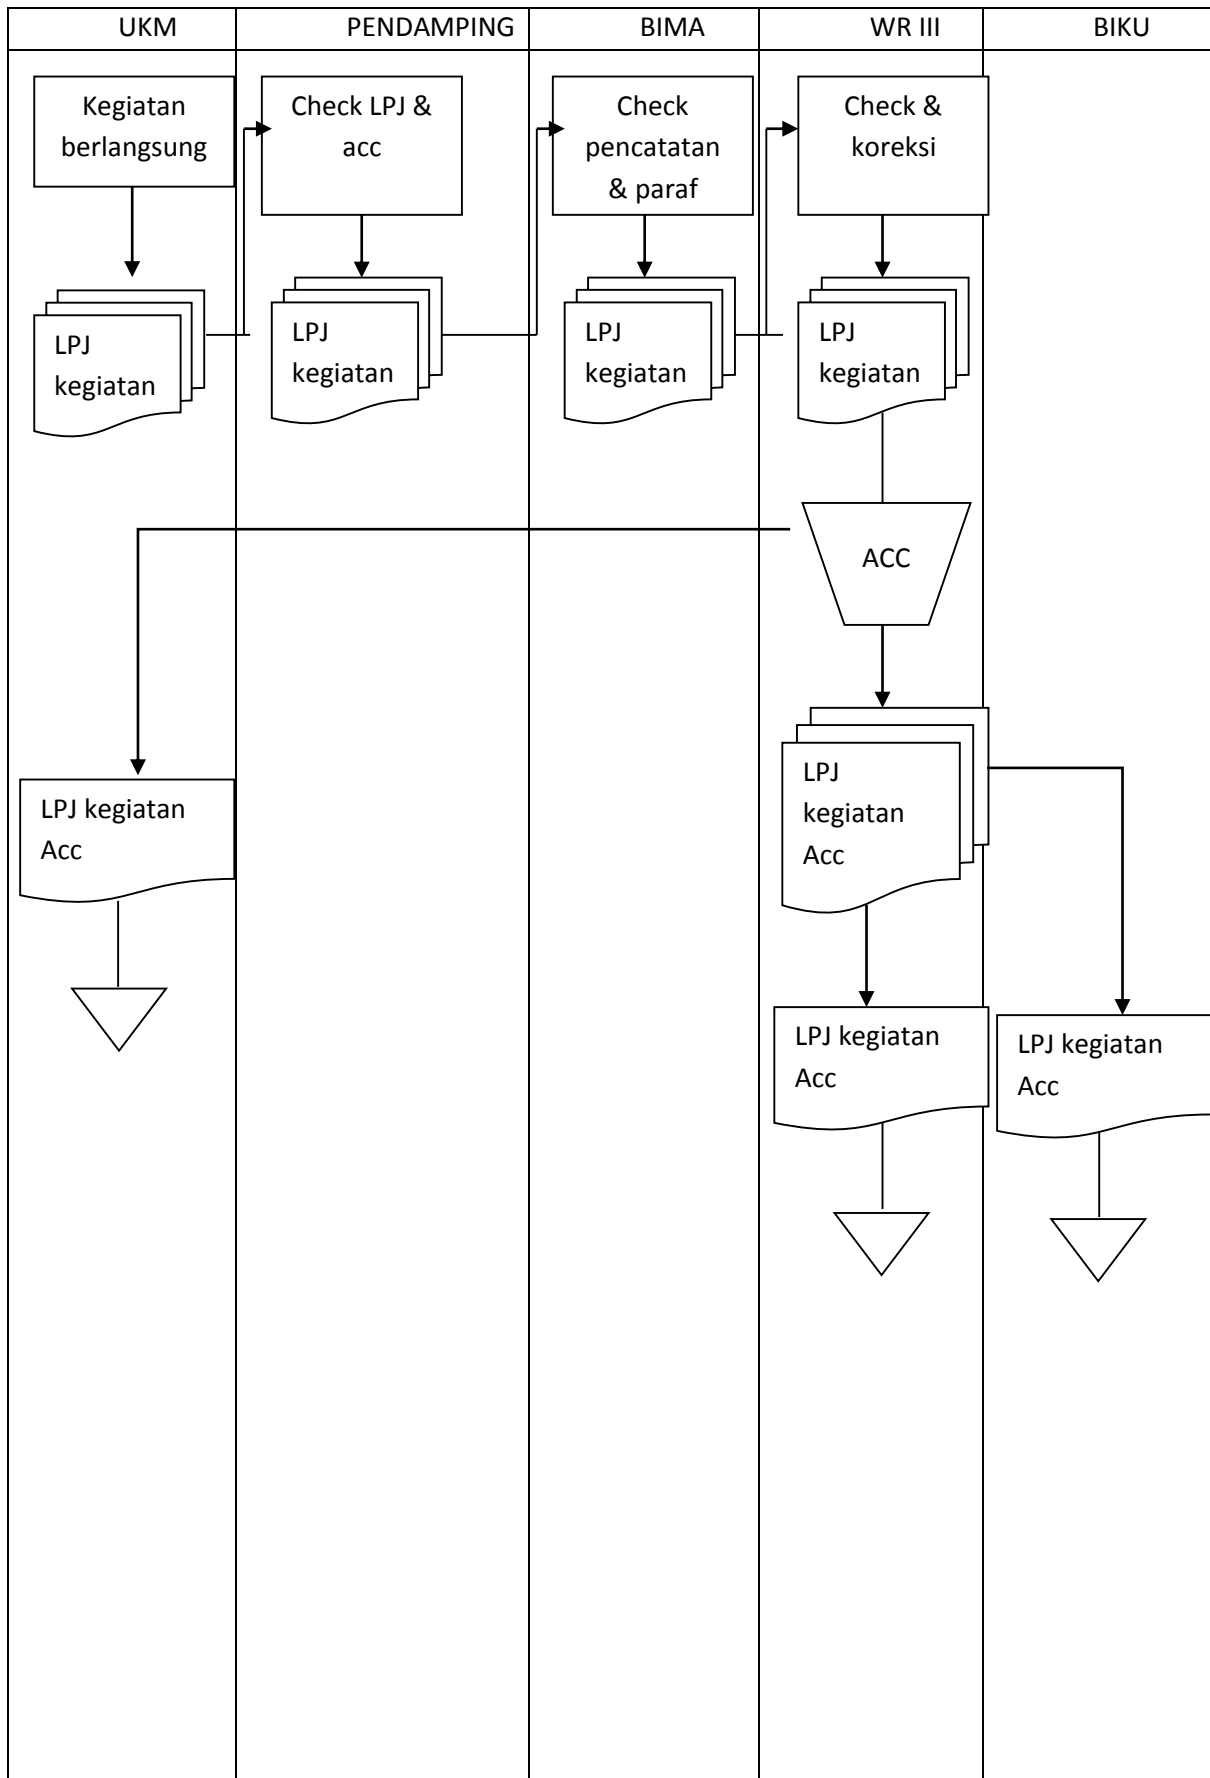 UKM
PENDAMPING
BIMA
WR III
BIKU
Kegiatan
berlangsung
Check LPJ &
acc
Check
pencatatan
& paraf
Check &
koreksi
LPJ
kegiatan
LPJ
kegiatan
LPJ
kegiatan
LPJ
kegiatan
ACC
LPJ kegiatan
Acc
LPJ
kegiatan
Acc
LPJ kegiatan
Acc
LPJ kegiatan
Acc